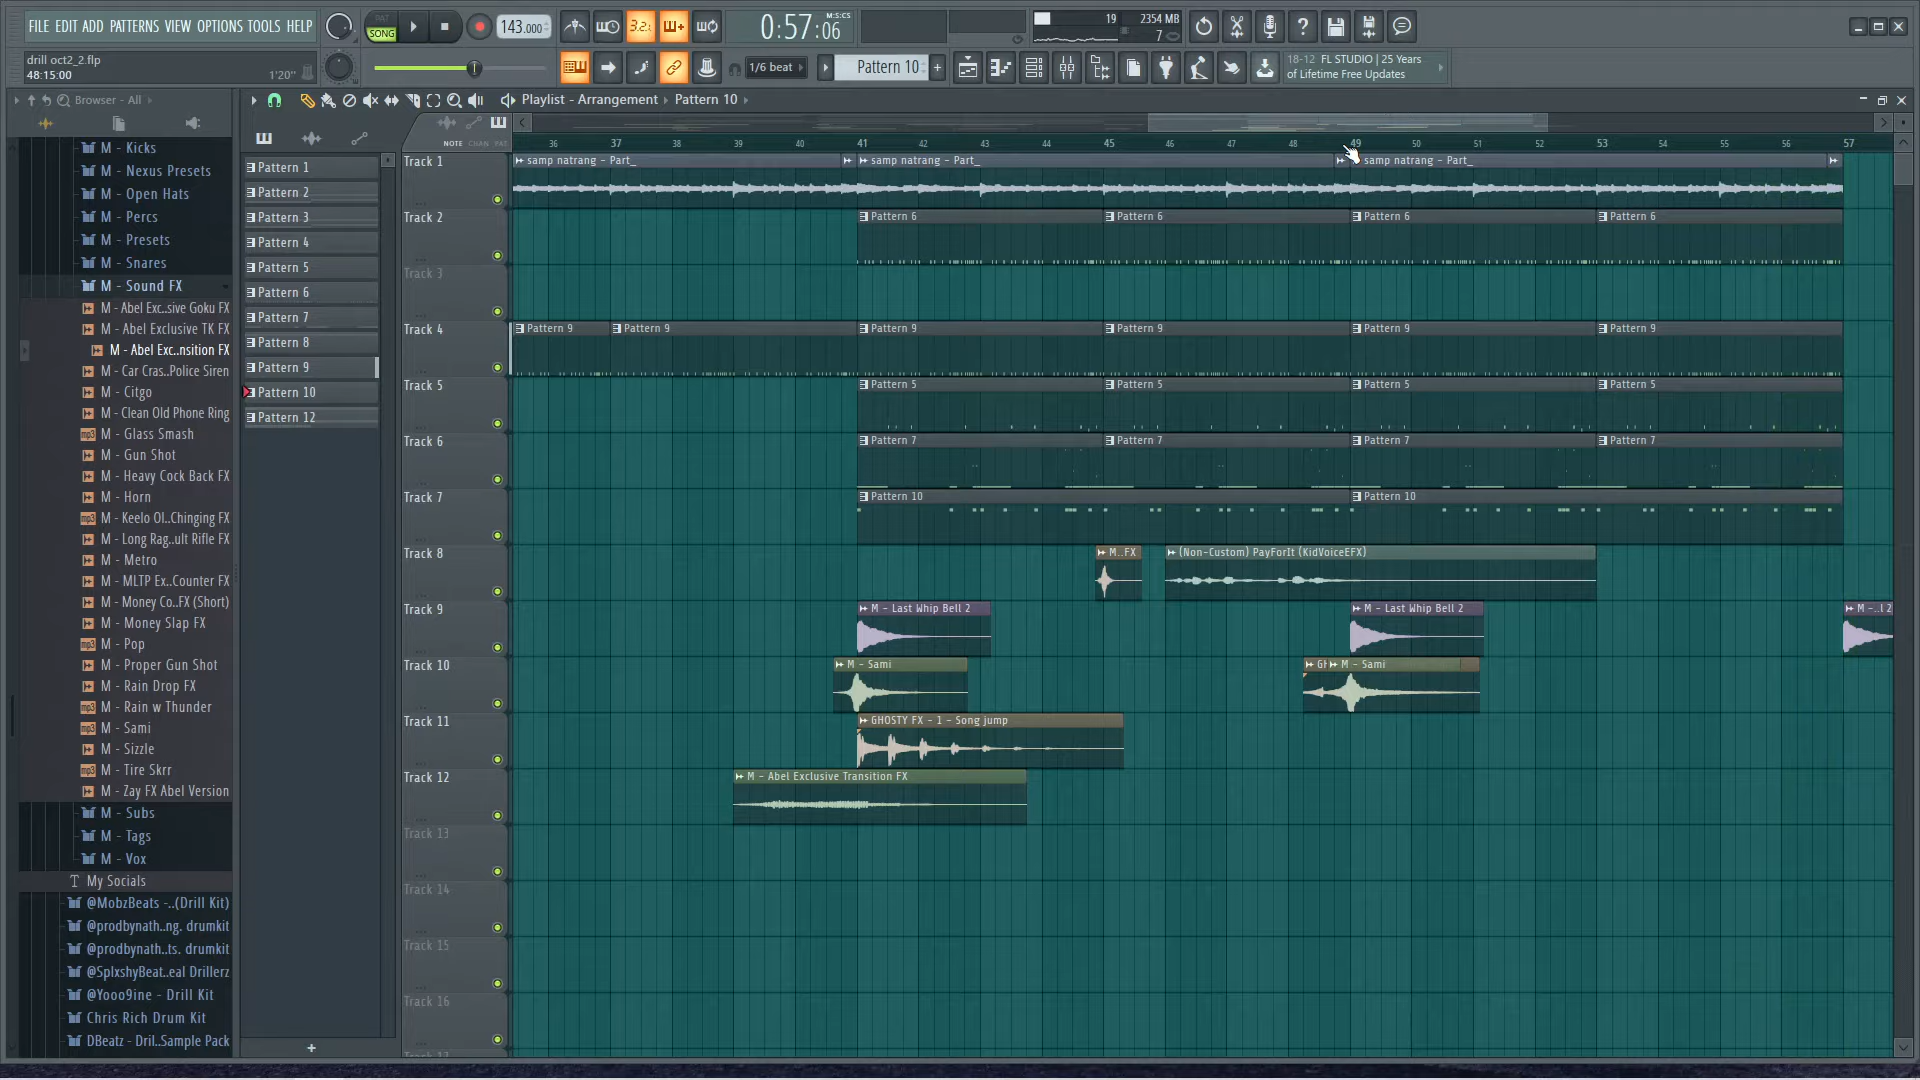 FILE EDIT ADD PATTERNS VIEW OPTIONS TOOLS HELP
PAT
SONG
143.000
3.2.
0:57:06
M:S:CS
19
2354 MB
7
drill oct2_2.flp
48:15:00
1'20"
1/6 beat
Pattern 10
+
18-12 FL STUDIO | 25 Years
of Lifetime Free Updates
Browser - All
Playlist - Arrangement
Pattern 10
NOTE CHAN PAT
36 37 38 39 40 41 42 43 44 45 46 47 48 49 50 51 52 53 54 55 56 57
M - Kicks
M - Nexus Presets
M - Open Hats
M - Percs
M - Presets
M - Snares
M - Sound FX
M - Abel Exc..sive Goku FX
M - Abel Exclusive TK FX
M - Abel Exc..nsition FX
M - Car Cras..Police Siren
M - Citgo
M - Clean Old Phone Ring
M - Glass Smash
M - Gun Shot
M - Heavy Cock Back FX
M - Horn
M - Keelo Ol..Chinging FX
M - Long Rag..ult Rifle FX
M - Metro
M - MLTP Ex..Counter FX
M - Money Co..FX (Short)
M - Money Slap FX
M - Pop
M - Proper Gun Shot
M - Rain Drop FX
M - Rain w Thunder
M - Sami
M - Sizzle
M - Tire Skrr
M - Zay FX Abel Version
M - Subs
M - Tags
M - Vox
My Socials
@MobzBeats -..(Drill Kit)
@prodbynath..ng. drumkit
@prodbynath..ts. drumkit
@SplxshyBeat..eal Drillerz
@Yooo9ine - Drill Kit
Chris Rich Drum Kit
DBeatz - Dril..Sample Pack
Pattern 1
Pattern 2
Pattern 3
Pattern 4
Pattern 5
Pattern 6
Pattern 7
Pattern 8
Pattern 9
Pattern 10
Pattern 12
+
Track 1
samp natrang - Part_
samp natrang - Part_
samp natrang - Part_
Track 2
Pattern 6
Pattern 6
Pattern 6
Pattern 6
Track 3
Track 4
Pattern 9
Pattern 9
Pattern 9
Pattern 9
Pattern 9
Pattern 9
Track 5
Pattern 5
Pattern 5
Pattern 5
Pattern 5
Track 6
Pattern 7
Pattern 7
Pattern 7
Pattern 7
Track 7
Pattern 10
Pattern 10
Track 8
M..FX
(Non-Custom) PayForIt (KidVoiceEFX)
Track 9
M - Last Whip Bell 2
M - Last Whip Bell 2
M -..l 2
Track 10
M - Sami
M - Sami
Track 11
GHOSTY FX - 1 - Song jump
Track 12
M - Abel Exclusive Transition FX
Track 13
Track 14
Track 15
Track 16